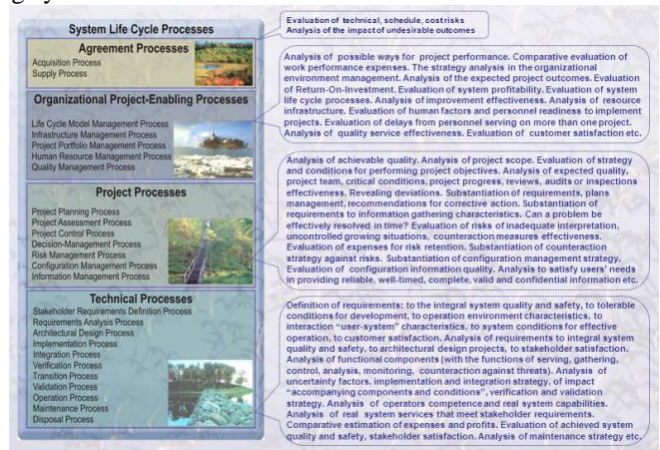 g y
System Life Cycle Processes
Agreement Processes
Acquisition Process
Supply Process
Organizational Project-Enabling Processes
Life Cycle Model Management Process
Infrastructure Management Process
Project Portfolio Management Process
Human Resource Management Process
Quality Management Process
Project Processes
Project Planning Process
Project Assessment Process
Project Control Process
Decision-Management Process
Risk Management Process
Configuration Management Process
Information Management Process
Technical Processes
Stakeholder Requirements Definition Process
Requirements Analysis Process
Architectural Design Process
Implementation Process
Integration Process
Verification Process
Transition Process
Validation Process
Operation Process
Maintenance Process
Disposal Process
Evaluation of technical, schedule, cost risks
Analysis of the impact of undesirable outcomes
Analysis of possible ways for project performance. Comparative evaluation of
work performance expenses. The strategy analysis in the organizational
environment management. Analysis of the expected project outcomes. Evaluation
of Return-On-Investment. Evaluation of system profitability. Evaluation of system
life cycle processes. Analysis of improvement effectiveness. Analysis of resource
infrastructure. Evaluation of human factors and personnel readiness to implement
projects. Evaluation of delays from personnel serving on more than one project.
Analysis of quality service effectiveness. Evaluation of customer satisfaction etc.
Analysis of achievable quality. Analysis of project scope. Evaluation of strategy
and conditions for performing project objectives. Analysis of expected quality,
project team, critical conditions, project progress, reviews, audits or inspections
effectiveness. Revealing deviations. Substantiation of requirements, plans
management, recommendations for corrective action. Substantiation of
requirements to information gathering characteristics. Can a problem be
effectively resolved in time? Evaluation of risks of inadequate interpretation,
uncontrolled growing situations, counteraction measures effectiveness.
Evaluation of expenses for risk retention. Substantiation of counteraction
strategy against risks. Substantiation of configuration management strategy.
Evaluation of configuration information quality. Analysis to satisfy users' needs
in providing reliable, well-timed, complete, valid and confidential information etc.
Definition of requirements: to the integral system quality and safety, to tolerable
conditions for development, to operation environment characteristics, to
interaction "user-system" characteristics, to system conditions for effective
operation, to customer satisfaction. Analysis of requirements to integral system
quality and safety, to architectural design projects, to stakeholder satisfaction.
Analysis of functional components (with the functions of serving, gathering,
control, analysis, monitoring, counteraction against threats). Analysis of
uncertainty factors, implementation and integration strategy, of impact
"accompanying components and conditions", verification and validation
strategy. Analysis of operators competence and real system capabilities.
Analysis of real system services that meet stakeholder requirements.
Comparative estimation of expenses and profits. Evaluation of achieved system
quality and safety, stakeholder satisfaction. Analysis of maintenance strategy etc.